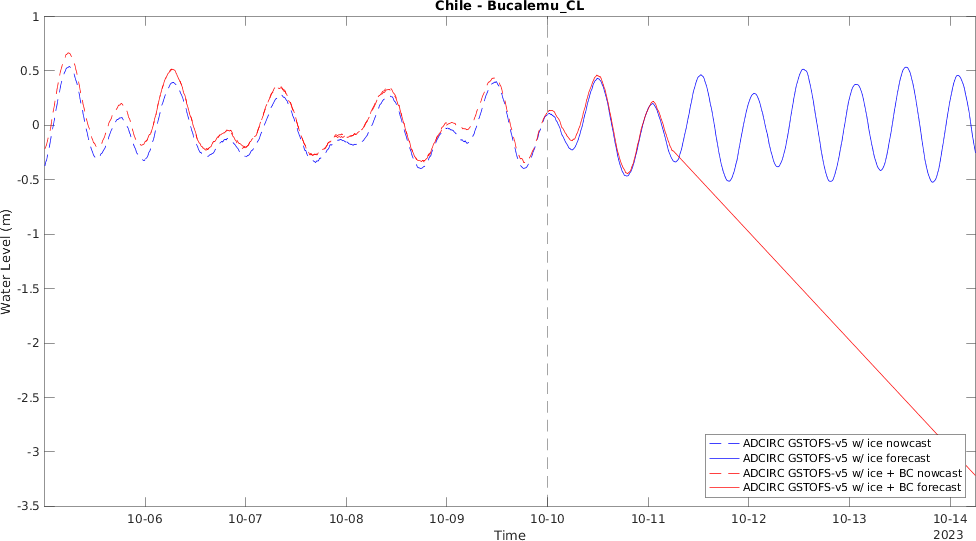 Chile - Bucalemu_CL
Water Level (m)
1
0.5
0
-0.5
-1
-1.5
-2
-2.5
-3
-3.5
ADCIRC GSTOFS-v5 w/ ice nowcast
ADCIRC GSTOFS-v5 w/ ice forecast
ADCIRC GSTOFS-v5 w/ ice + BC nowcast
ADCIRC GSTOFS-v5 w/ ice + BC forecast
10-06 10-07 10-08 10-09 10-10 10-11 10-12 10-13 10-14
Time
2023